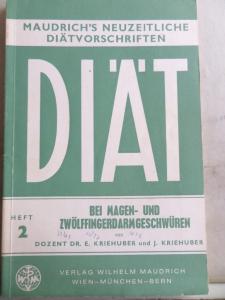 MAUDRICH'S NEUZEITLICHE
DIÄTVORSCHRIFTEN
DIÄT
HEFT
2
BEI MAGEN- UND
ZWÖLFFINGERDARMGESCHWÜREN
VON
DOZENT DR. E. KRIEHUBER und J. KRIEHUBER
VERLAG WILHELM MAUDRICH
WIEN–MÜNCHEN–BERN